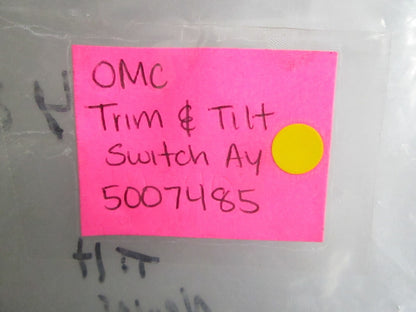 OMC
Trim & Tilt
Switch Ay
5007485